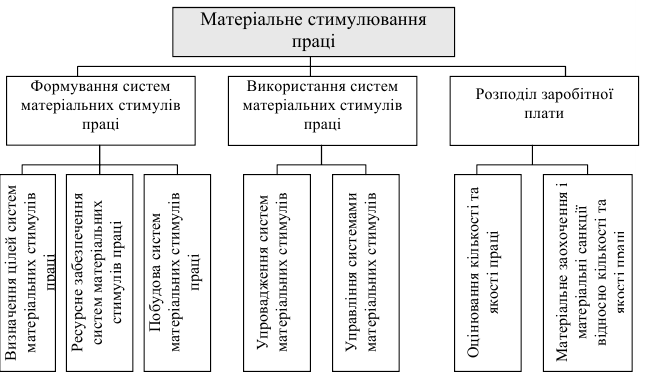 Матеріальне стимулювання
праці
Формування систем
матеріальних стимулів
праці
Використання систем
матеріальних стимулів
праці
Розподіл заробітної
плати
Визначення цілей систем
матеріальних стимулів
праці
Ресурсне забезпечення
систем матеріальних
стимулів праці
Побудова систем
матеріальних стимулів
праці
Упровадження систем
матеріальних стимулів
Управління системами
матеріальних стимулів
Оцінювання кількості та
якості праці
Матеріальне заохочення і
матеріальні санкції
відносно кількості та
якості праці